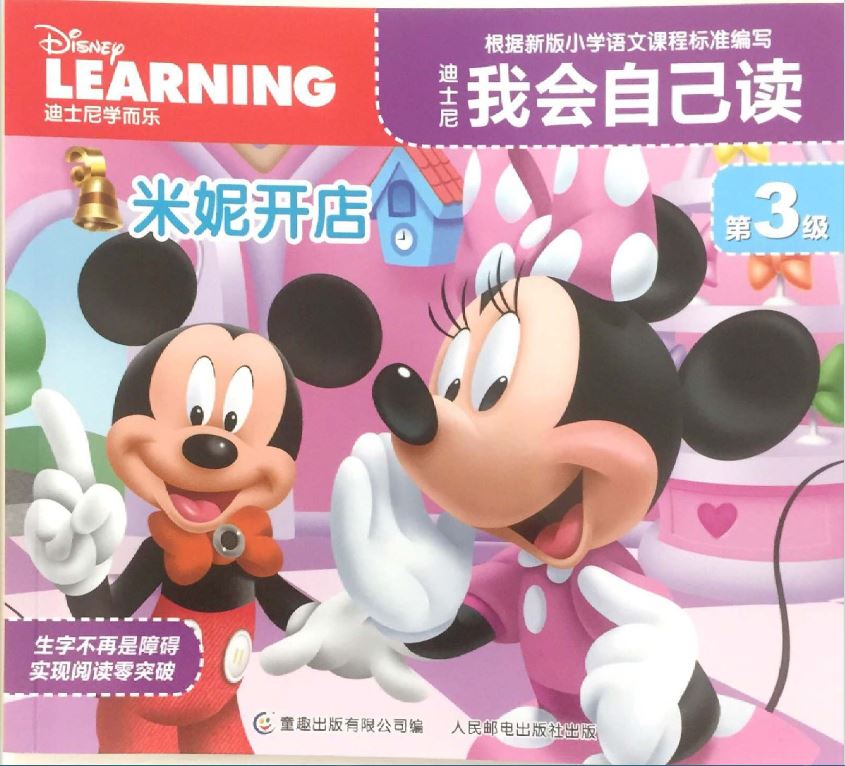 Disney
LEARNING
迪士尼学而乐
根据新版小学语文课程标准编写
迪士尼
我会自己读
米妮开店
第3级
生字不再是障碍
实现阅读零突破
童趣出版有限公司编 人民邮电出版社出版